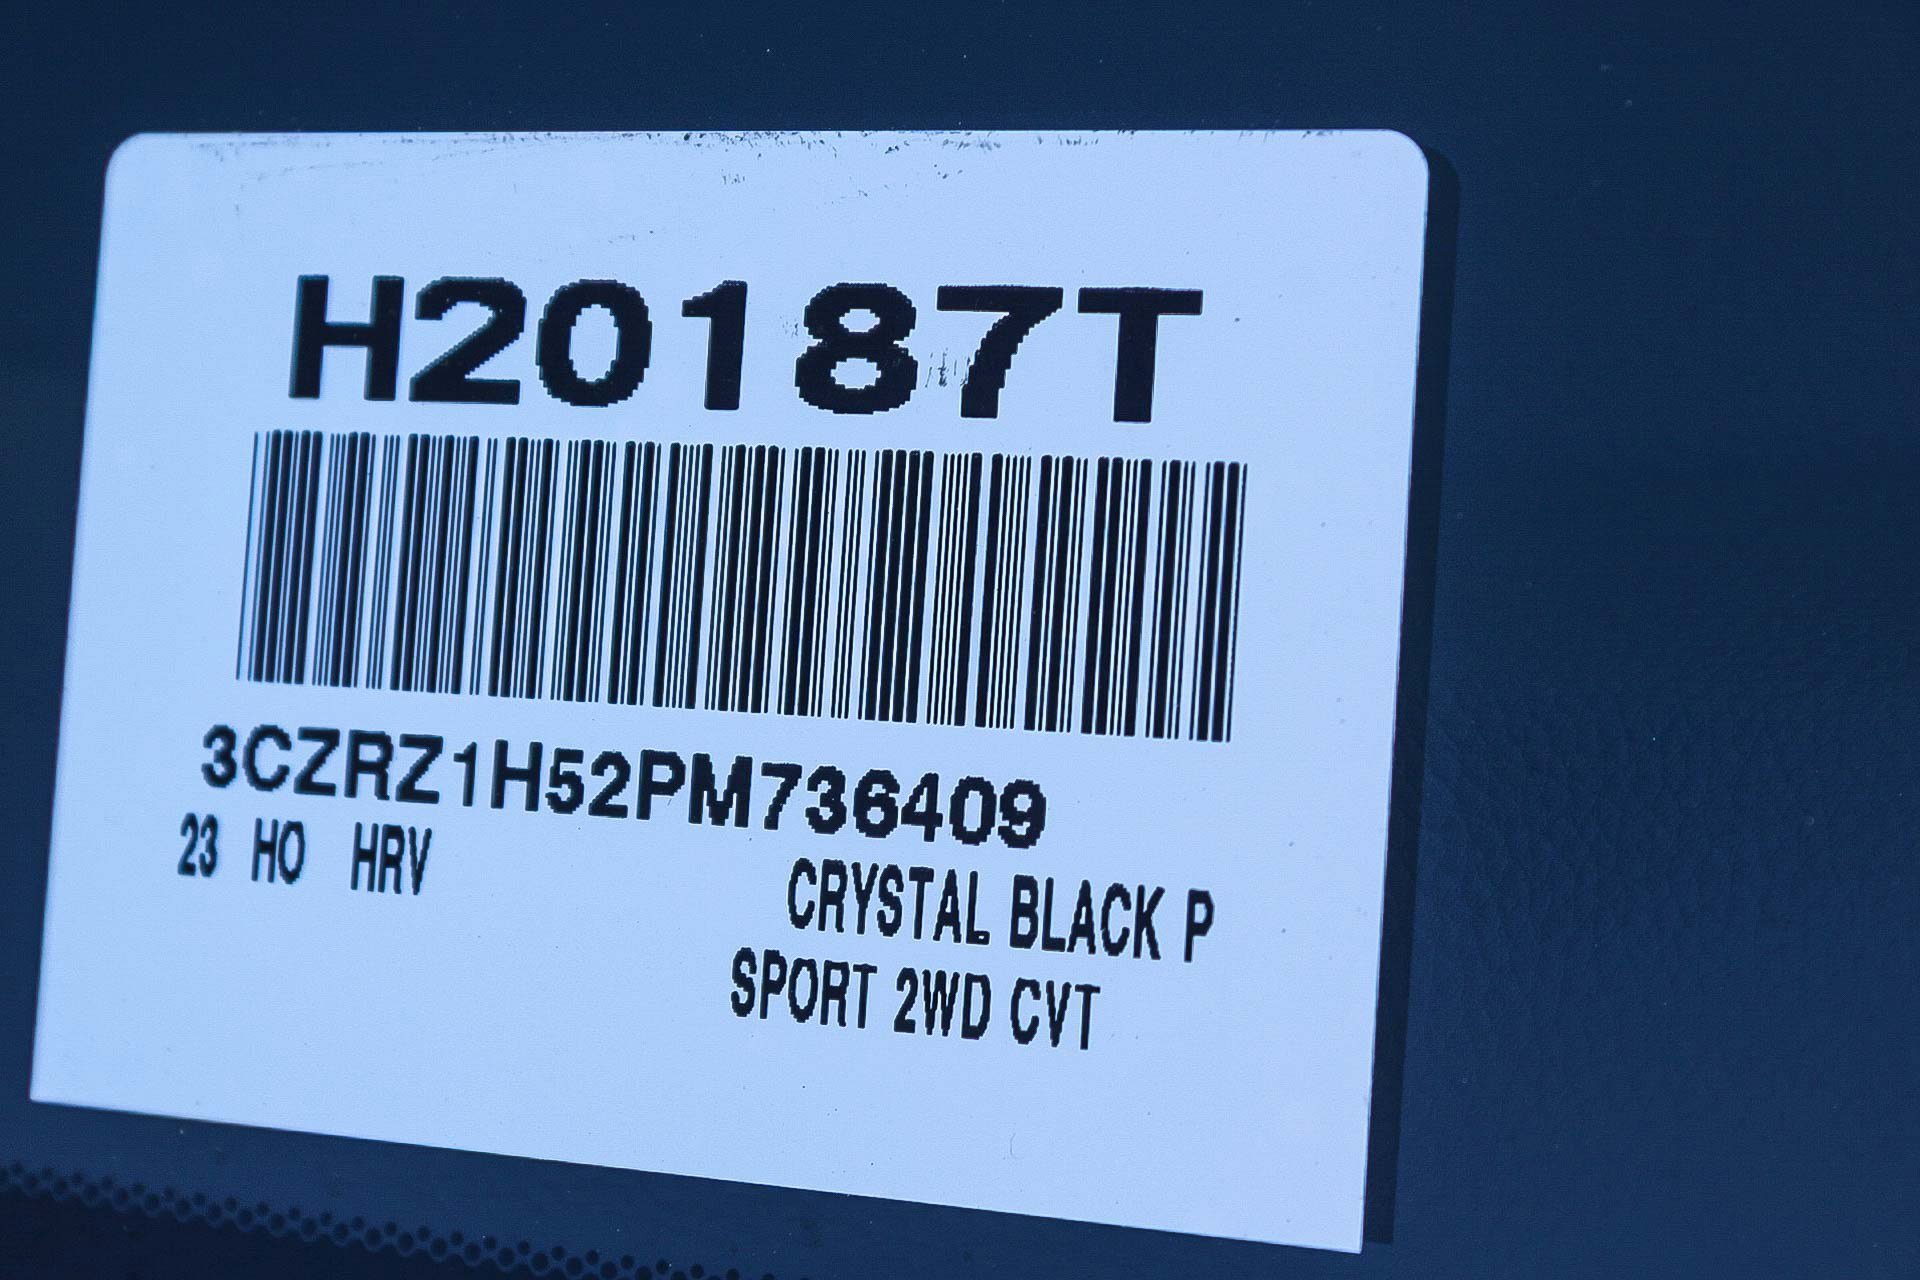 H20187T
3CZRZ1H52PM736409
23 HO HRV
CRYSTAL BLACK P
SPORT 2WD CVT